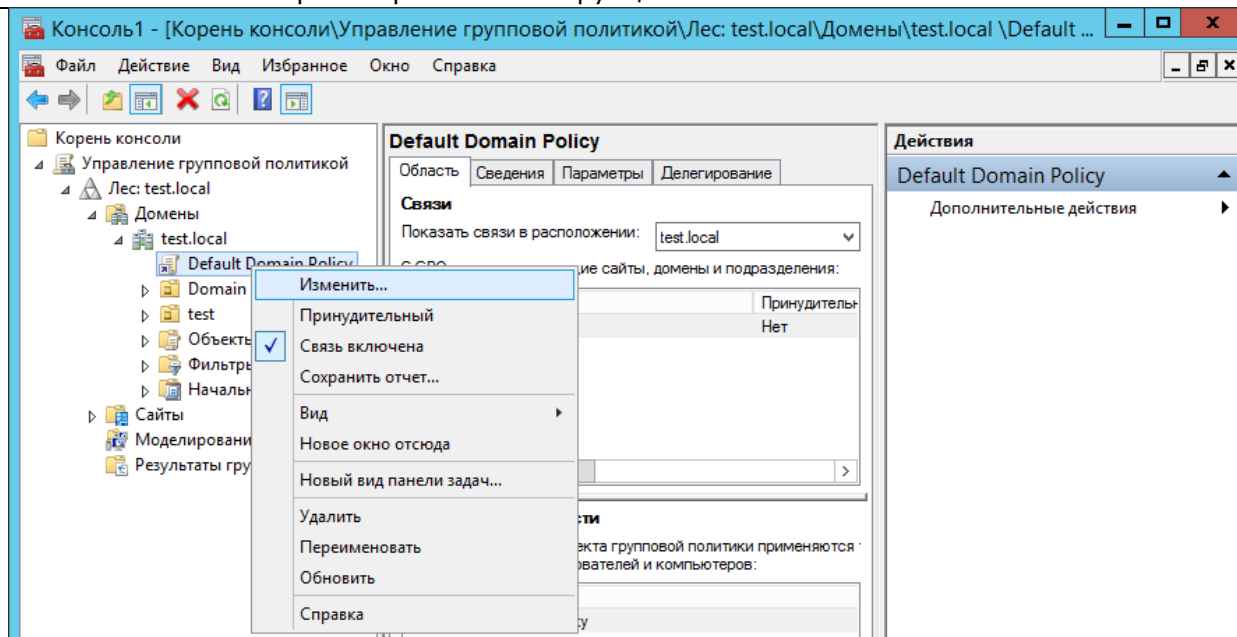 Консоль1 - [Корень консоли\Управление групповой политикой\Лес: test.local\Домены\test.local \Default ...
Файл Действие Вид Избранное Окно Справка
Корень консоли
Управление групповой политикой
Лес: test.local
Домены
test.local
Default Domain Policy
Domain
test
Объекты
Фильтры
Начальн
Сайты
Моделировани
Результаты гру
Изменить...
Принудительный
Связь включена
Сохранить отчет...
Вид
Новое окно отсюда
Новый вид панели задач...
Удалить
Переименовать
Обновить
Справка
Default Domain Policy
Область Сведения Параметры Делегирование
Связи
Показать связи в расположении: test.local
ие сайты, домены и подразделения:
Принудительн
Нет
сти
екта групповой политики применяются
ователей и компьютеров:
Действия
Default Domain Policy
Дополнительные действия